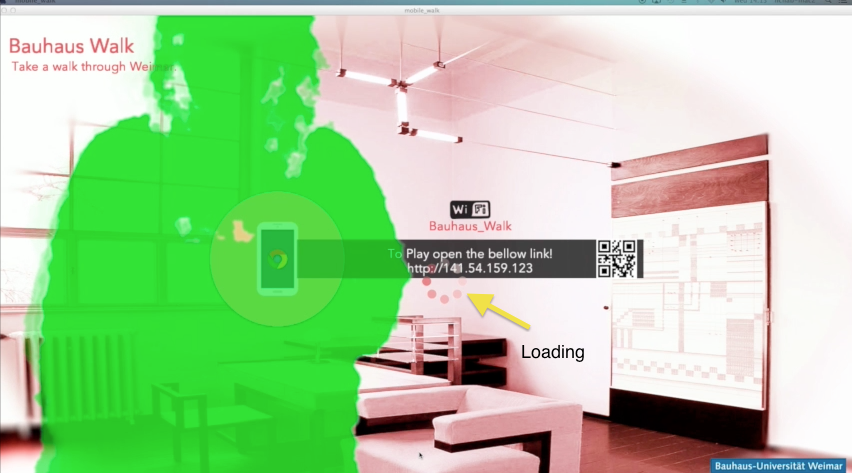 mobile_walk
mobile_walk
Bauhaus Walk
Take a walk through Weimar.
Wi Fi
Bauhaus_Walk
To Play open the bellow link!
http://141.54.159.123
Loading
Bauhaus-Universität Weimar